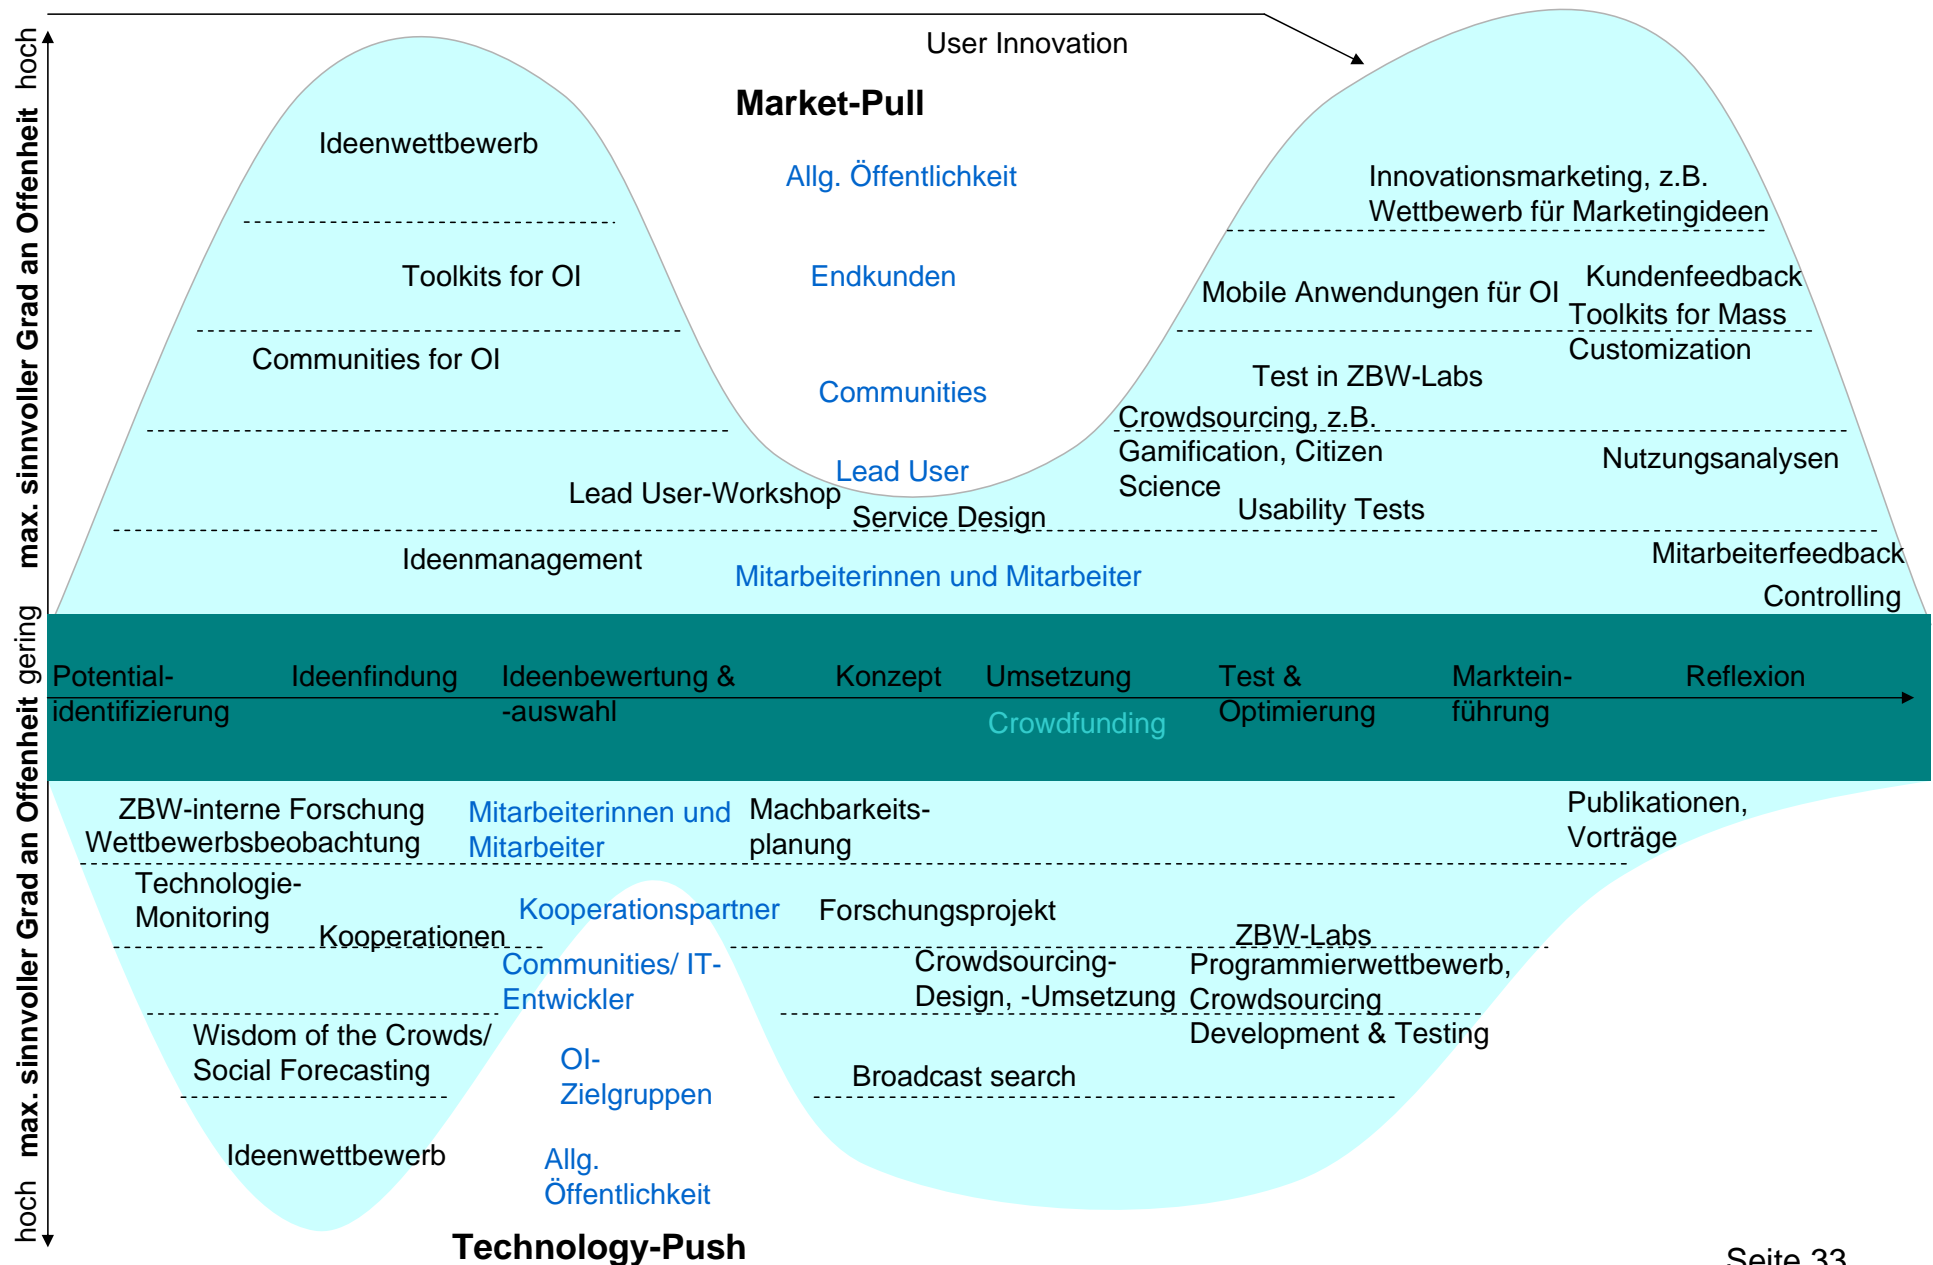 hoch
max. sinnvoller Grad an Offenheit
gering
max. sinnvoller Grad an Offenheit
hoch
User Innovation
Market-Pull
Ideenwettbewerb
Allg. Öffentlichkeit
Innovationsmarketing, z.B.
Wettbewerb für Marketingideen
Toolkits for OI
Endkunden
Mobile Anwendungen für OI
Kundenfeedback
Toolkits for Mass
Customization
Communities for OI
Communities
Test in ZBW-Labs
Crowdsourcing, z.B.
Gamification, Citizen
Science
Lead User
Nutzungsanalysen
Lead User-Workshop
Service Design
Usability Tests
Ideenmanagement
Mitarbeiterinnen und Mitarbeiter
Mitarbeiterfeedback
Controlling
Potential-
identifizierung
Ideenfindung
Ideenbewertung &
-auswahl
Konzept
Umsetzung
Crowdfunding
Test &
Optimierung
Marktein-
führung
Reflexion
ZBW-interne Forschung
Wettbewerbsbeobachtung
Mitarbeiterinnen und
Mitarbeiter
Machbarkeits-
planung
Publikationen,
Vorträge
Technologie-
Monitoring
Kooperationen
Kooperationspartner
Forschungsprojekt
ZBW-Labs
Communities/ IT-
Entwickler
Crowdsourcing-
Design, -Umsetzung
Programmierwettbewerb,
Crowdsourcing
Development & Testing
Wisdom of the Crowds/
Social Forecasting
OI-
Zielgruppen
Broadcast search
Ideenwettbewerb
Allg.
Öffentlichkeit
Technology-Push
Seite 33